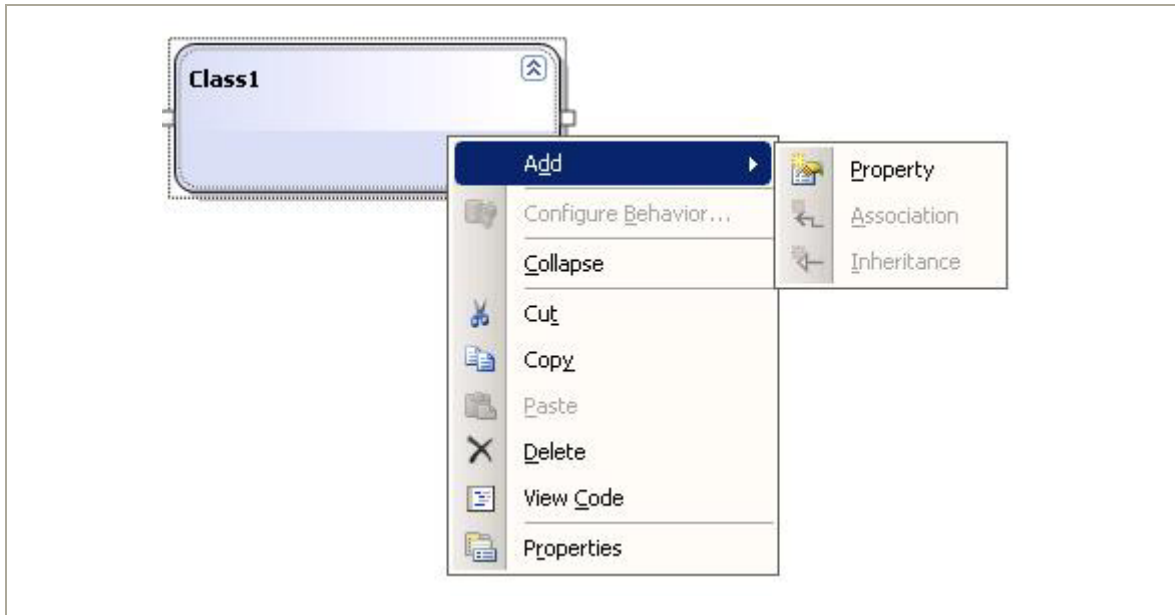 Class1
Add
Configure Behavior...
Collapse
Cut
Copy
Paste
Delete
View Code
Properties
Property
Association
Inheritance